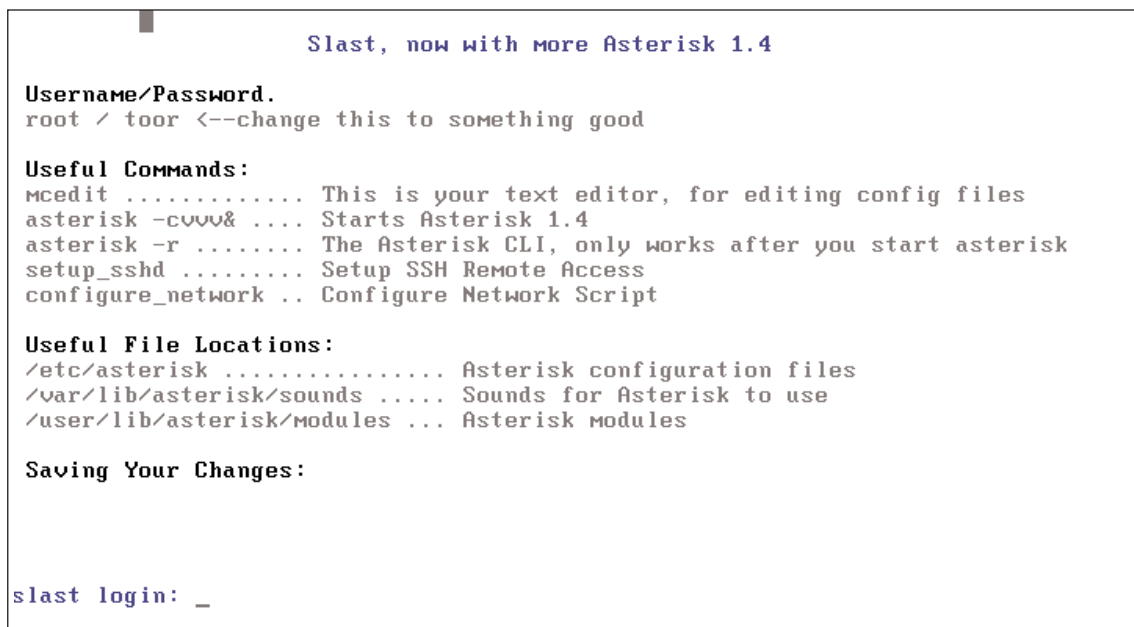 Slast, now with more Asterisk 1.4
Username/Password.
root / toor <--change this to something good
Useful Commands:
mcedit ............. This is your text editor, for editing config files
asterisk -cvvv& .... Starts Asterisk 1.4
asterisk -r ........ The Asterisk CLI, only works after you start asterisk
setup_sshd ......... Setup SSH Remote Access
configure_network .. Configure Network Script
Useful File Locations:
/etc/asterisk ................ Asterisk configuration files
/var/lib/asterisk/sounds ..... Sounds for Asterisk to use
/user/lib/asterisk/modules ... Asterisk modules
Saving Your Changes:
slast login: _